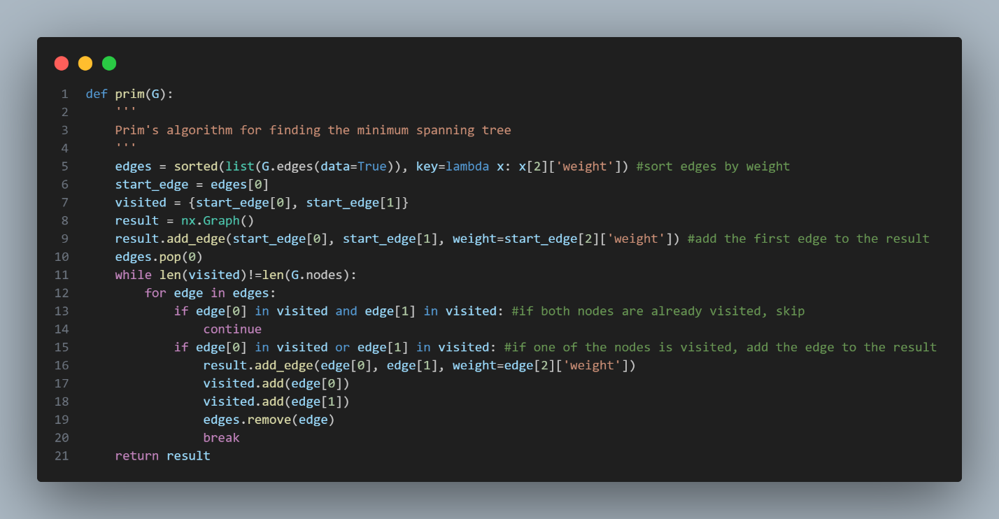 1 def prim(G):
2     '''
3     Prim's algorithm for finding the minimum spanning tree
4     '''
5     edges = sorted(list(G.edges(data=True)), key=lambda x: x[2]['weight']) #sort edges by weight
6     start_edge = edges[0]
7     visited = {start_edge[0], start_edge[1]}
8     result = nx.Graph()
9     result.add_edge(start_edge[0], start_edge[1], weight=start_edge[2]['weight']) #add the first edge to the result
10     edges.pop(0)
11     while len(visited)!=len(G.nodes):
12         for edge in edges:
13             if edge[0] in visited and edge[1] in visited: #if both nodes are already visited, skip
14                 continue
15             if edge[0] in visited or edge[1] in visited: #if one of the nodes is visited, add the edge to the result
16                 result.add_edge(edge[0], edge[1], weight=edge[2]['weight'])
17                 visited.add(edge[0])
18                 visited.add(edge[1])
19                 edges.remove(edge)
20                 break
21     return result